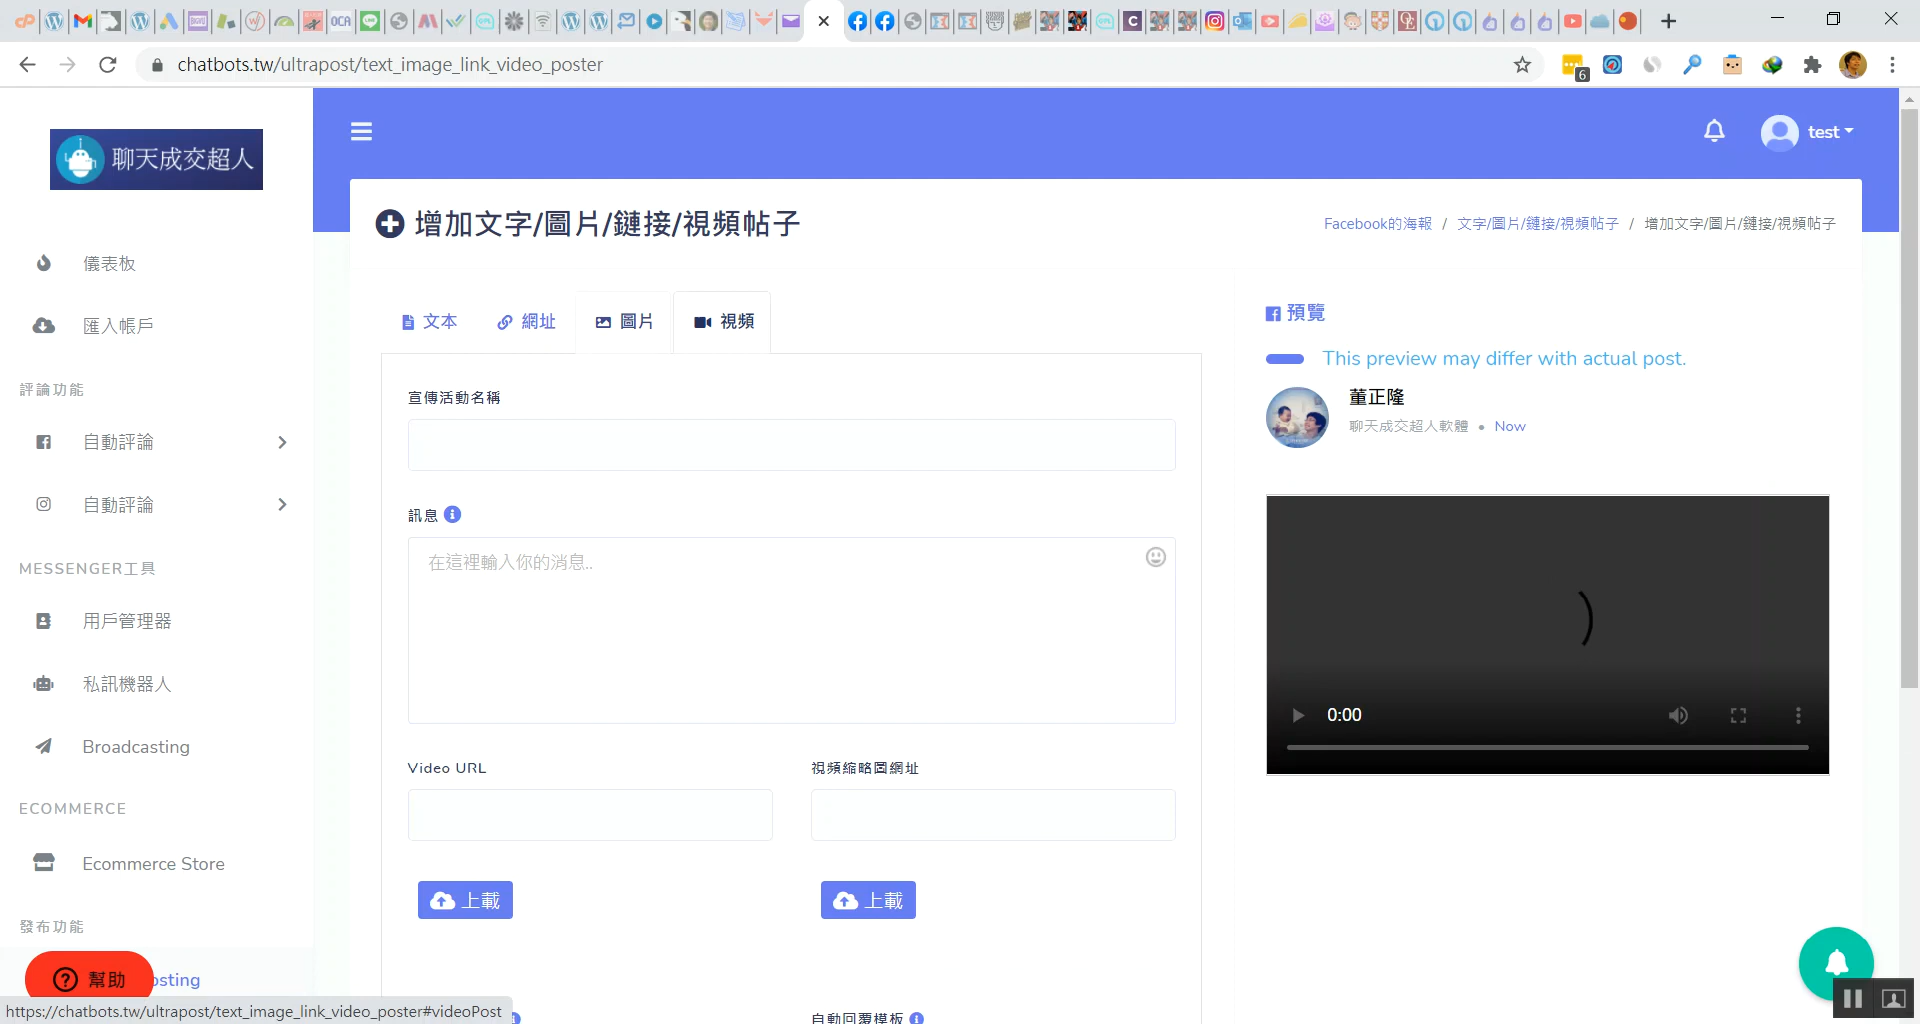 chatbots.tw/ultrapost/text_image_link_video_poster
6
聊天成交超人
test
增加文字/圖片/鏈接/視頻帖子
Facebook的海報 / 文字/圖片/鏈接/視頻帖子 / 增加文字/圖片/鏈接/視頻帖子
儀表板
匯入帳戶
評論功能
自動評論
自動評論
MESSENGER工具
用戶管理器
私訊機器人
Broadcasting
ECOMMERCE
Ecommerce Store
發布功能
幫助
osting
文本
網址
圖片
視頻
宣傳活動名稱
訊息
在這裡輸入你的消息..
Video URL
視頻縮略圖網址
上載
上載
自動回覆模板
預覽
This preview may differ with actual post.
董正隆
聊天成交超人軟體 • Now
0:00
https://chatbots.tw/ultrapost/text_image_link_video_poster#videoPost